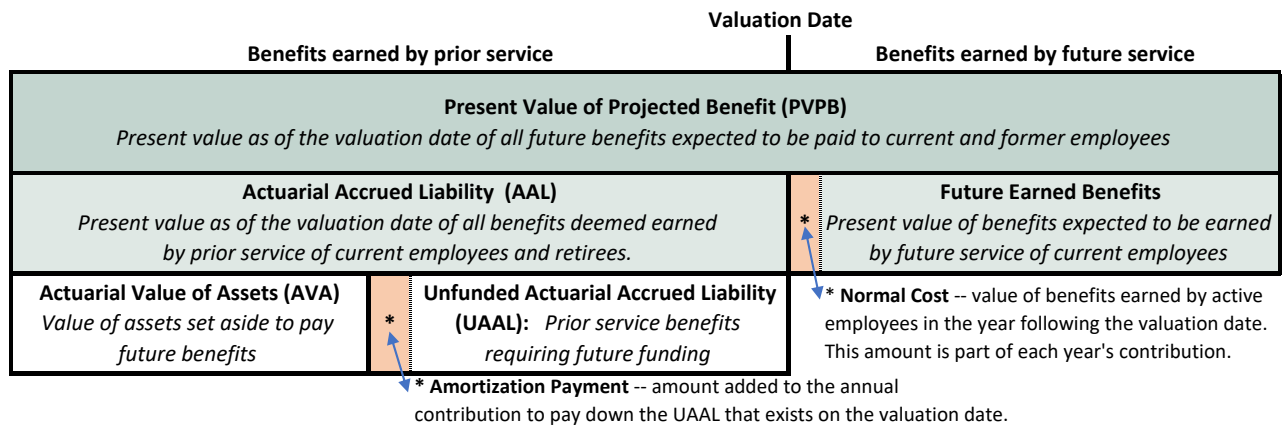 Valuation Date
Benefits earned by prior service
Benefits earned by future service
Present Value of Projected Benefit (PVPB)
Present value as of the valuation date of all future benefits expected to be paid to current and former employees
Actuarial Accrued Liability (AAL)
Present value as of the valuation date of all benefits deemed earned
by prior service of current employees and retirees.
*
Future Earned Benefits
Present value of benefits expected to be earned
by future service of current employees
Actuarial Value of Assets (AVA)
Value of assets set aside to pay
future benefits
*
Unfunded Actuarial Accrued Liability
(UAAL): Prior service benefits
requiring future funding
* Normal Cost -- value of benefits earned by active
employees in the year following the valuation date.
This amount is part of each year's contribution.
* Amortization Payment -- amount added to the annual
contribution to pay down the UAAL that exists on the valuation date.